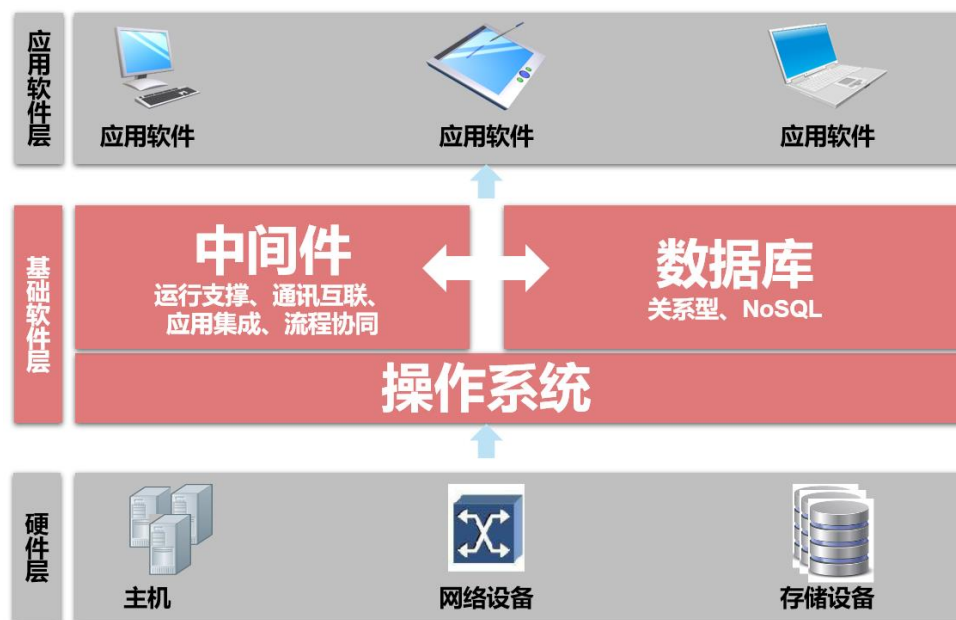 应用软件层
应用软件
应用软件
应用软件
基础软件层
中间件
运行支撑、通讯互联、
应用集成、流程协同
数据库
关系型、NoSQL
操作系统
硬件层
主机
网络设备
存储设备